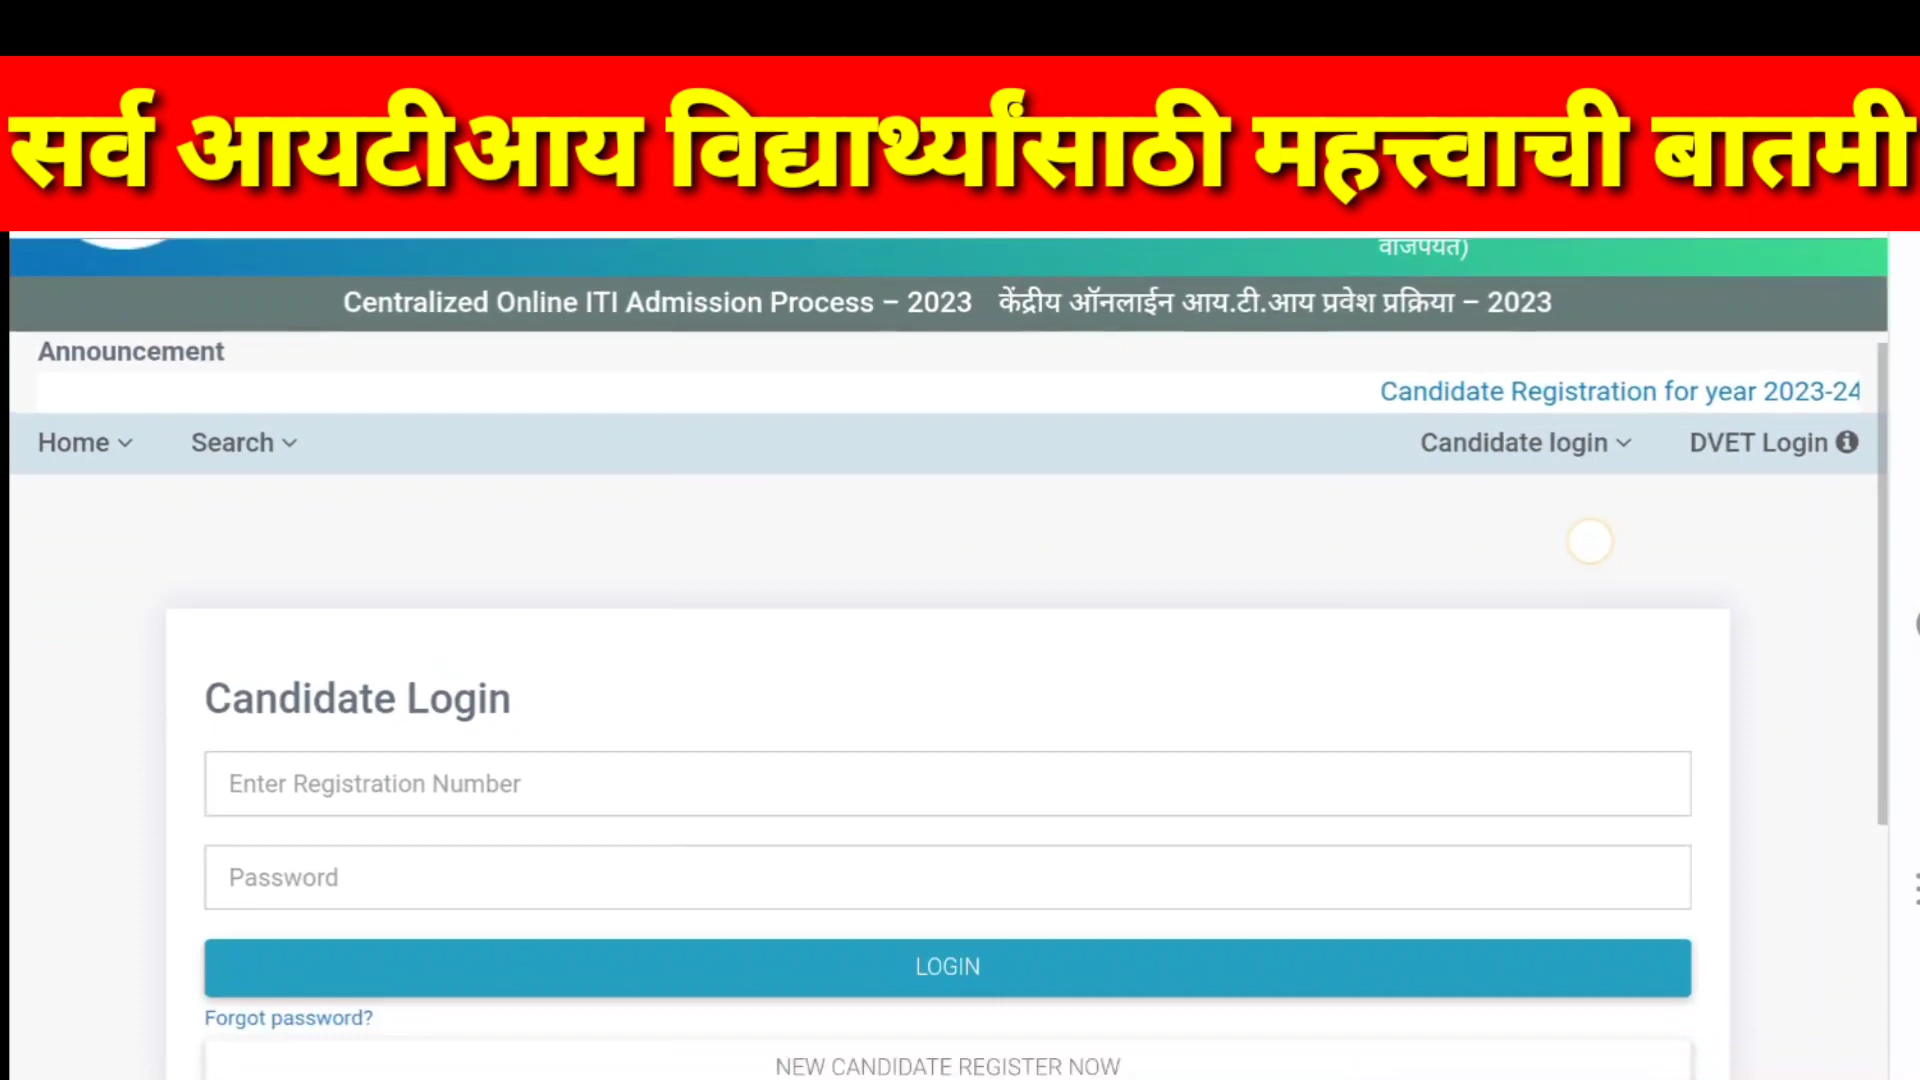 सर्व आयटीआय विद्यार्थ्यांसाठी महत्त्वाची बातमी
वाजेपर्यंत)
Centralized Online ITI Admission Process – 2023 केंद्रीय ऑनलाईन आय.टी.आय प्रवेश प्रक्रिया – 2023
Announcement
Candidate Registration for year 2023-24
Home Search Candidate login DVET Login
Candidate Login
Enter Registration Number
Password
LOGIN
Forgot password?
NEW CANDIDATE REGISTER NOW